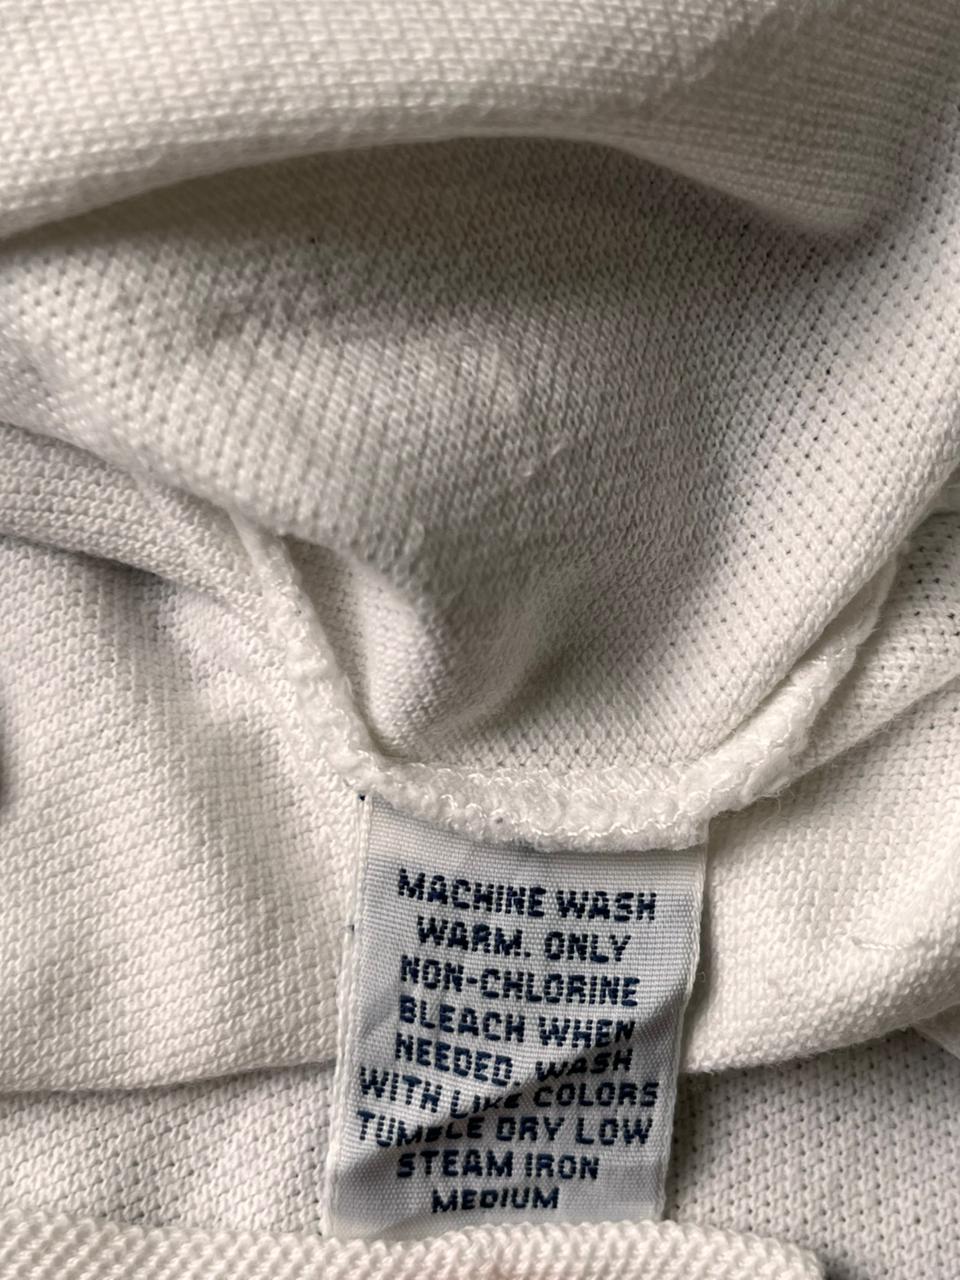 MACHINE WASH
WARM. ONLY
NON-CHLORINE
BLEACH WHEN
NEEDED. WASH
WITH LIKE COLORS
TUMBLE DRY LOW
STEAM IRON
MEDIUM